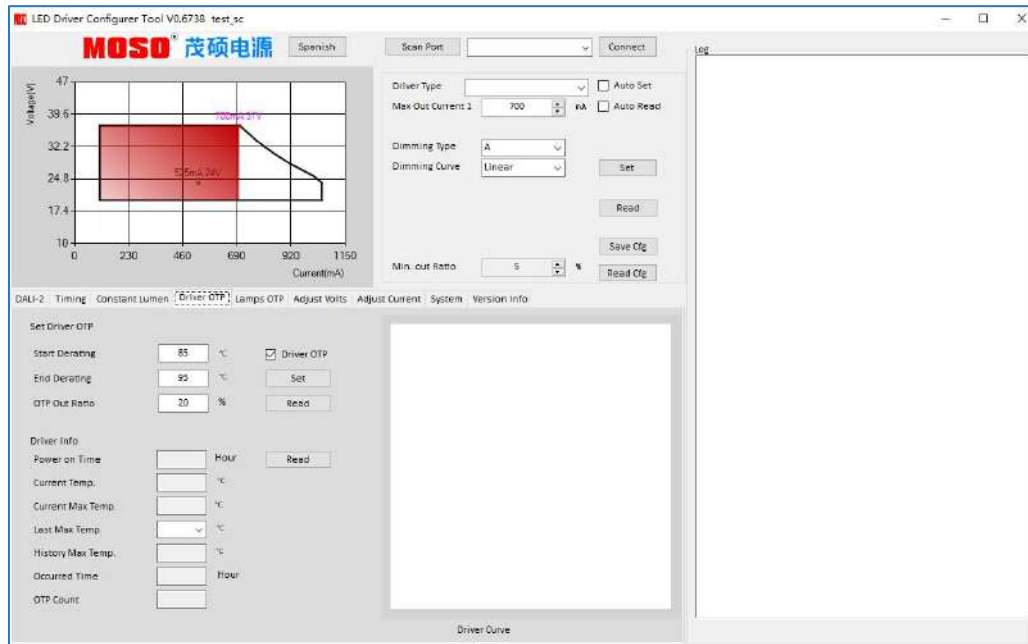 LED Driver Configurer Tool V0.6738 test_sc
MOSO® 茂硕电源 Spanish Scan Port Connect Log
47
39.6
32.2
24.8
17.4
10
Voltage(V)
700mA 37V
525mA 24V
0 230 460 690 920 1150
Current(mA)
Driver Type Auto Set
Max Out Current 1 700 mA Auto Read
Dimming Type A
Dimming Curve Linear Set
Read
Save Cfg
Min. out Ratio 5 % Read Cfg
DALI-2 Timing Constant Lumen Driver OTP Lamps OTP Adjust Volts Adjust Current System Version Info
Set Driver OTP
Start Derating 85 ℃ Driver OTP
End Derating 95 ℃ Set
OTP Out Ratio 20 % Read
Driver Info
Power on Time Hour Read
Current Temp. ℃
Current Max Temp. ℃
Last Max Temp. ℃
History Max Temp. ℃
Occurred Time Hour
OTP Count
Driver Curve